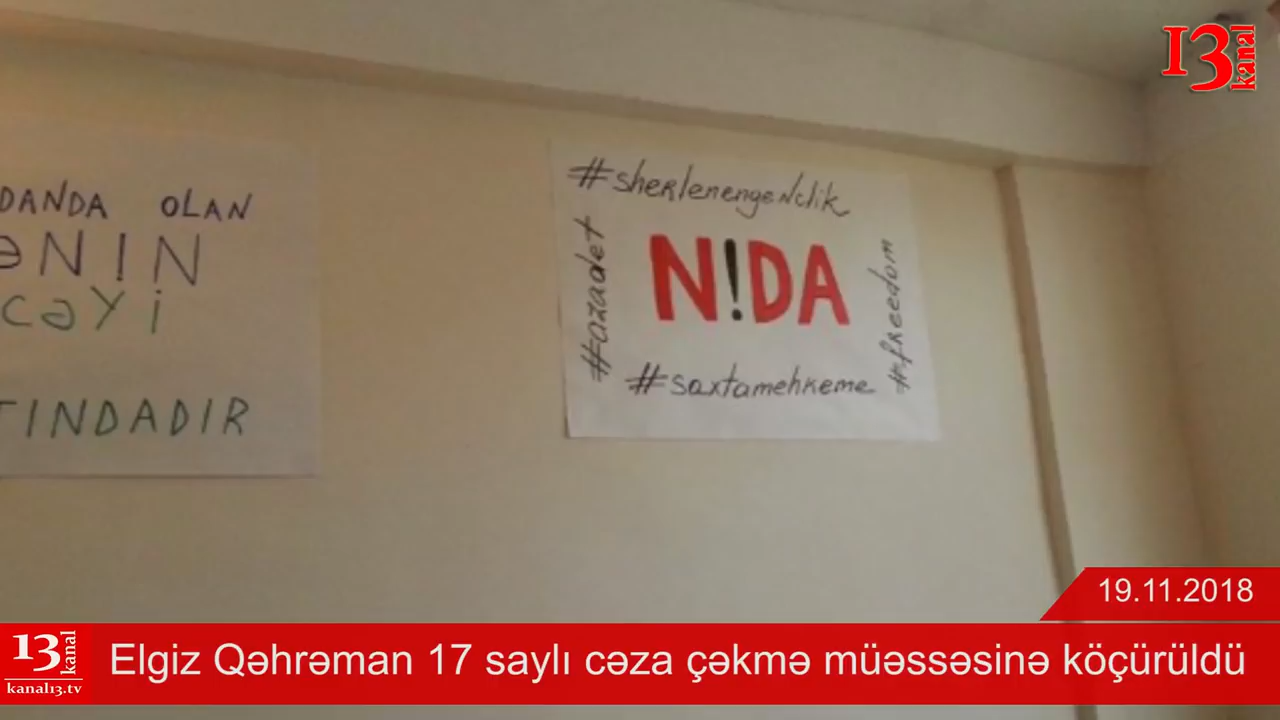 13 kanal
DANDA OLAN
ƏNİN
CƏYİ
TINDADIR
#sherlenengenclik
#azadet
N!DA
#freedom
#saxtamehkeme
19.11.2018
13 kanal
kanal13.tv
Elgiz Qəhrəman 17 saylı cəza çəkmə müəssəsinə köçürüldü